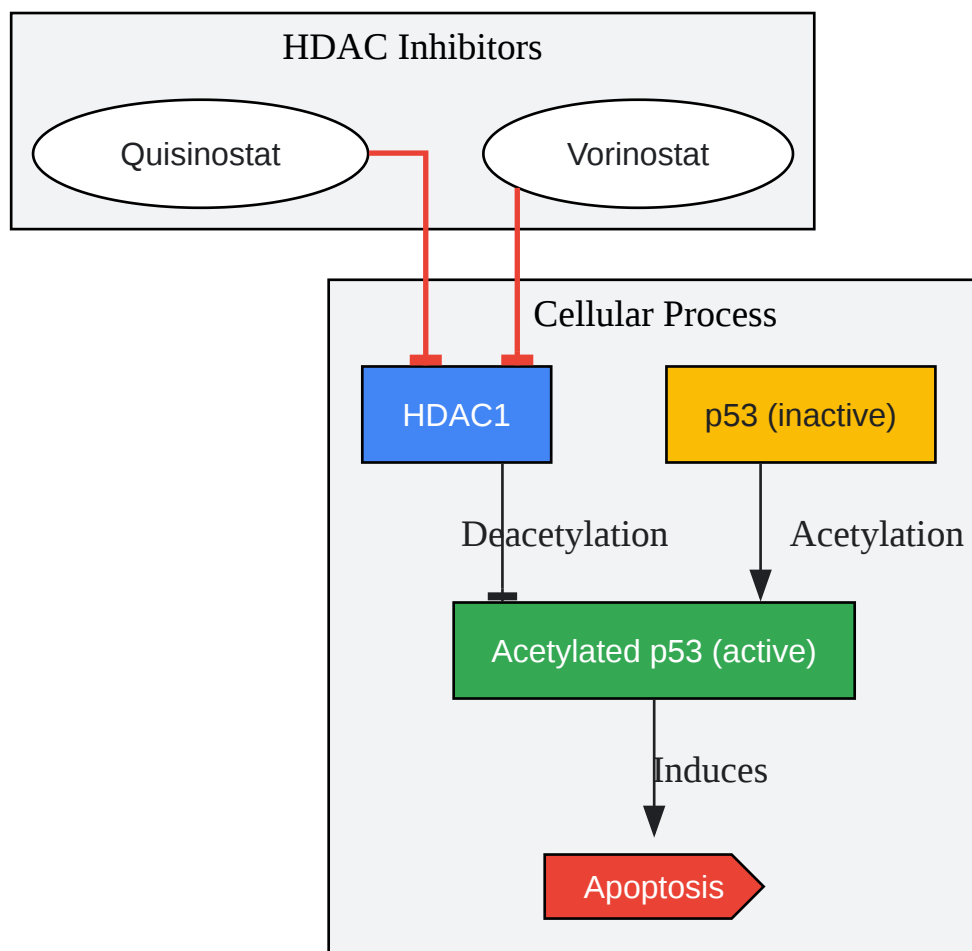 HDAC Inhibitors
Quisinostat
Vorinostat
Cellular Process
HDAC1
p53 (inactive)
Deacetylation
Acetylation
Acetylated p53 (active)
Induces
Apoptosis